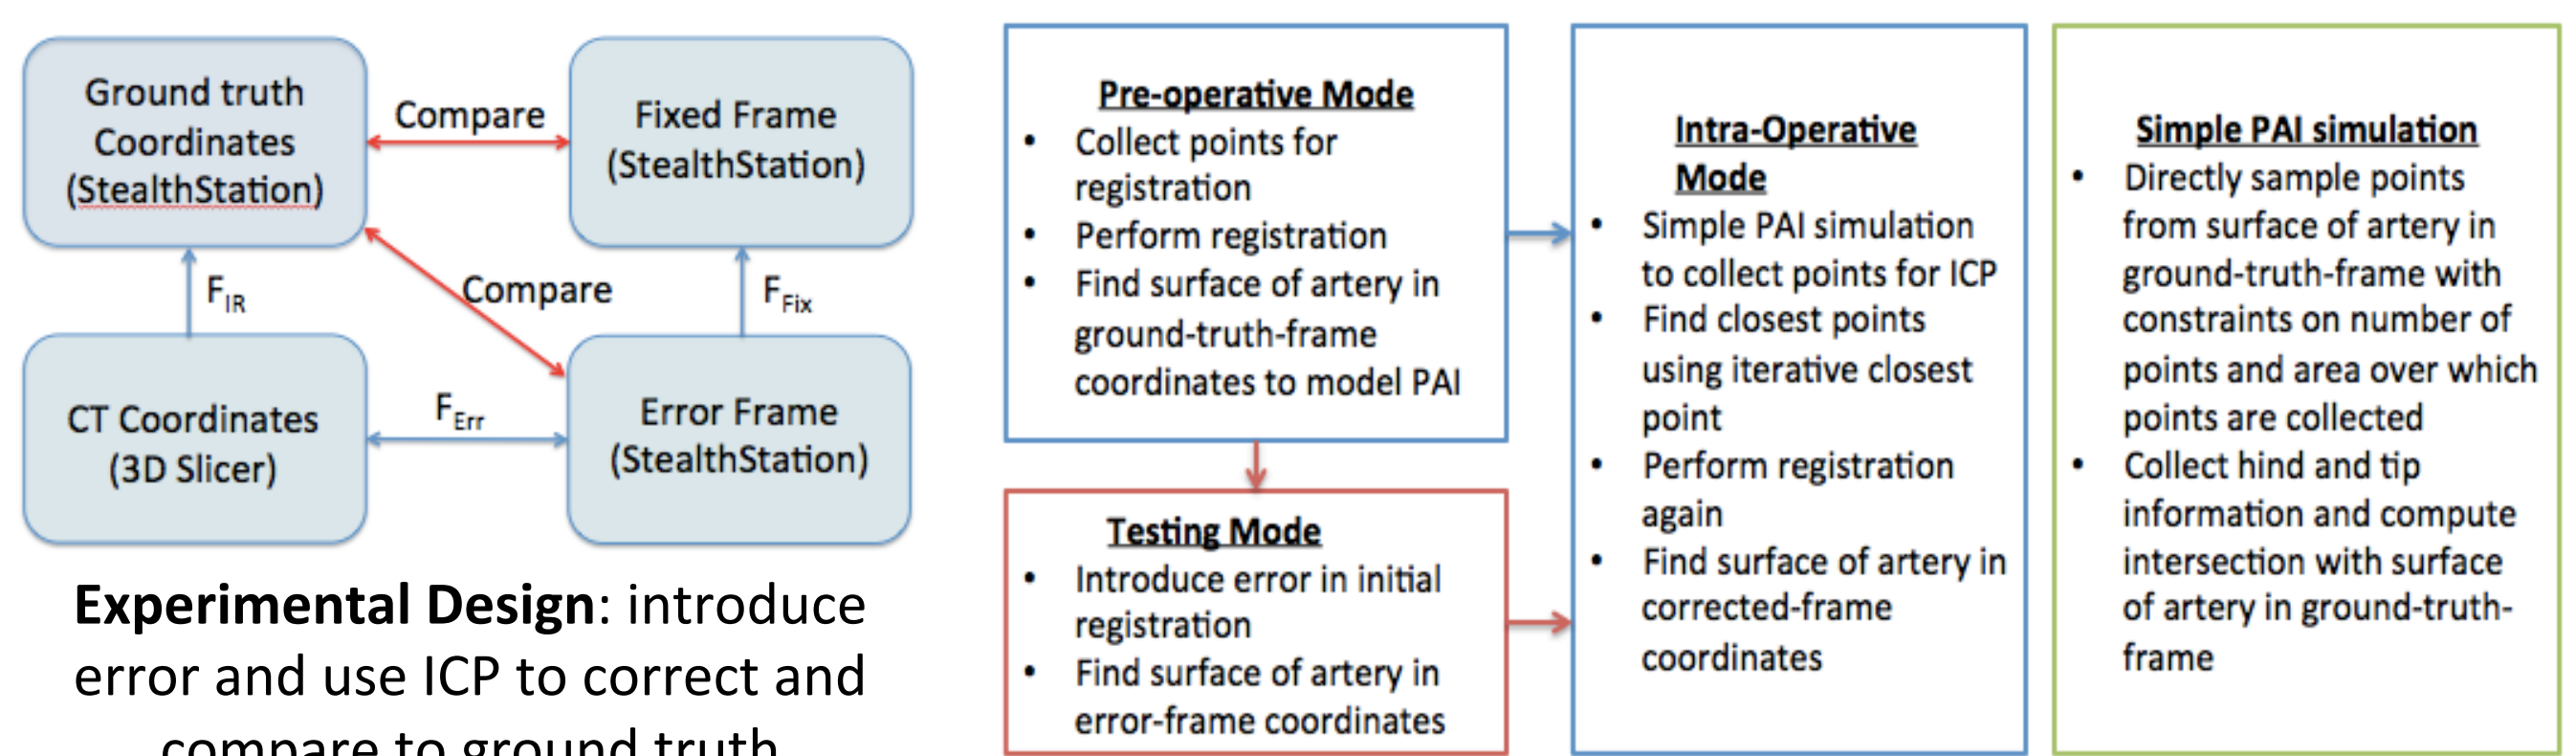 Ground truth
Coordinates
(StealthStation)
Compare
Fixed Frame
(StealthStation)
F_IR
Compare
F_Fix
CT Coordinates
(3D Slicer)
F_Err
Error Frame
(StealthStation)
Experimental Design: introduce
error and use ICP to correct and
compare to ground truth
Pre-operative Mode
• Collect points for
registration
• Perform registration
• Find surface of artery in
ground-truth-frame
coordinates to model PAI
Testing Mode
• Introduce error in initial
registration
• Find surface of artery in
error-frame coordinates
Intra-Operative
Mode
• Simple PAI simulation
to collect points for ICP
• Find closest points
using iterative closest
point
• Perform registration
again
• Find surface of artery in
corrected-frame
coordinates
Simple PAI simulation
• Directly sample points
from surface of artery in
ground-truth-frame with
constraints on number of
points and area over which
points are collected
• Collect hind and tip
information and compute
intersection with surface
of artery in ground-truth-
frame